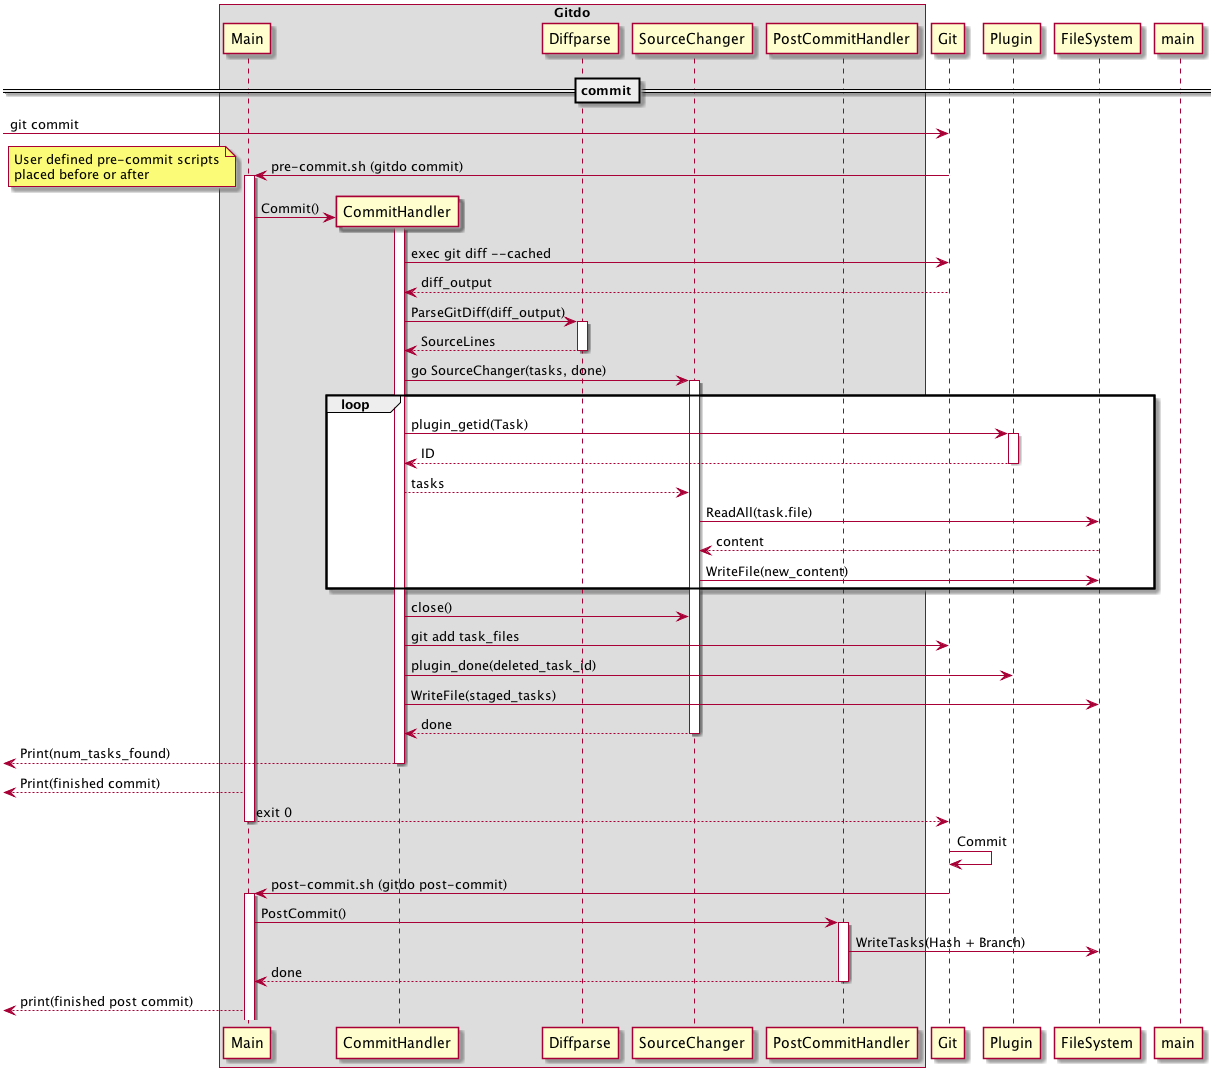 Gitdo
Main
Diffparse
SourceChanger
PostCommitHandler
Git
Plugin
FileSystem
main
commit
git commit
User defined pre-commit scripts
placed before or after
pre-commit.sh (gitdo commit)
Commit()
CommitHandler
exec git diff --cached
diff_output
ParseGitDiff(diff_output)
SourceLines
go SourceChanger(tasks, done)
loop
plugin_getid(Task)
ID
tasks
ReadAll(task.file)
content
WriteFile(new_content)
close()
git add task_files
plugin_done(deleted_task_id)
WriteFile(staged_tasks)
done
Print(num_tasks_found)
Print(finished commit)
exit 0
Commit
post-commit.sh (gitdo post-commit)
PostCommit()
WriteTasks(Hash + Branch)
done
print(finished post commit)
Main
CommitHandler
Diffparse
SourceChanger
PostCommitHandler
Git
Plugin
FileSystem
main